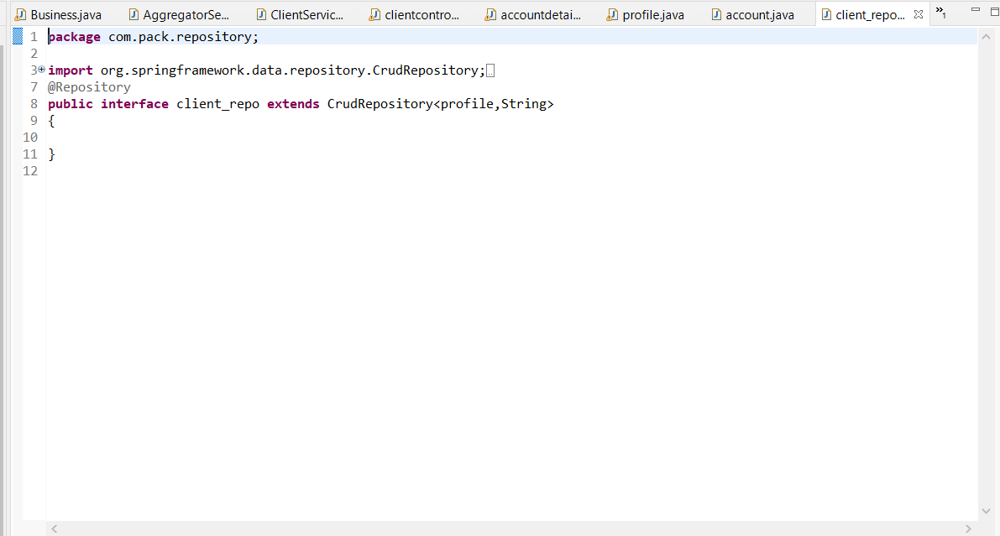 Business.java AggregatorSe... ClientServic... clientcontro... accountdetai... profile.java account.java client_repo... »1
1 package com.pack.repository;
2
3 import org.springframework.data.repository.CrudRepository;
7 @Repository
8 public interface client_repo extends CrudRepository<profile,String>
9 {
10
11 }
12